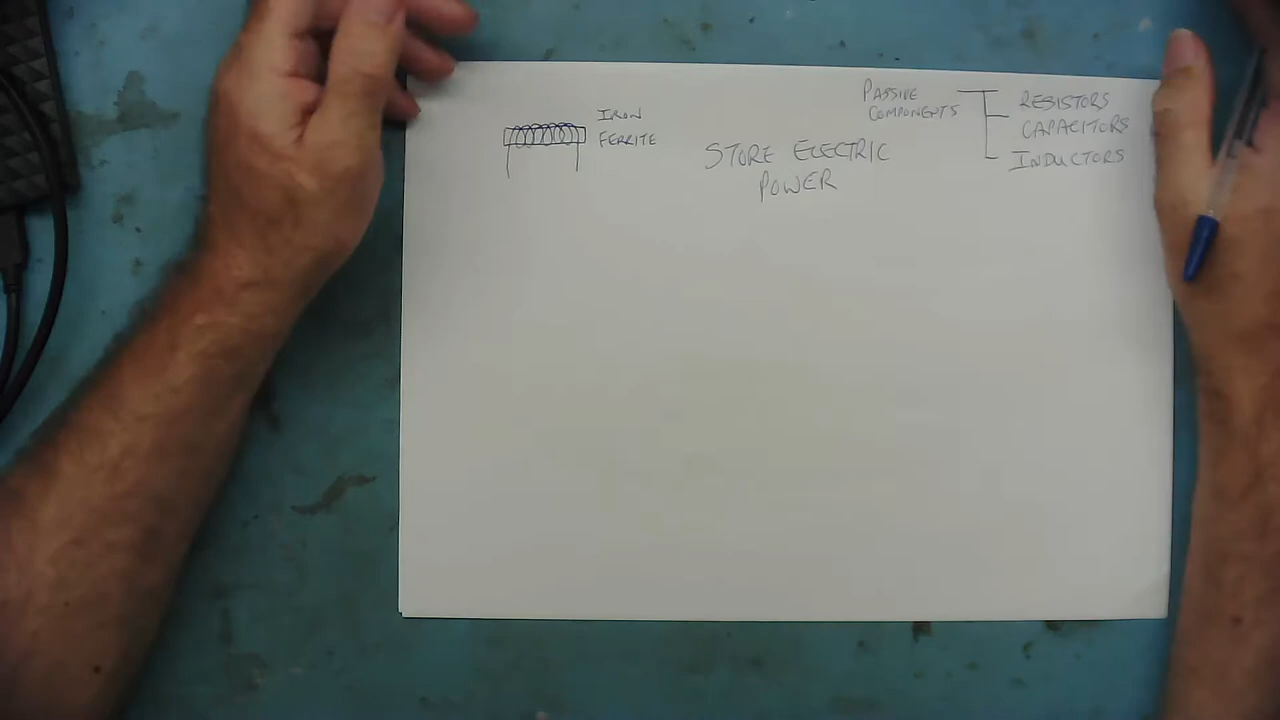 IRON
FERRITE
STORE ELECTRIC
POWER
PASSIVE
COMPONENTS
RESISTORS
CAPACITORS
INDUCTORS